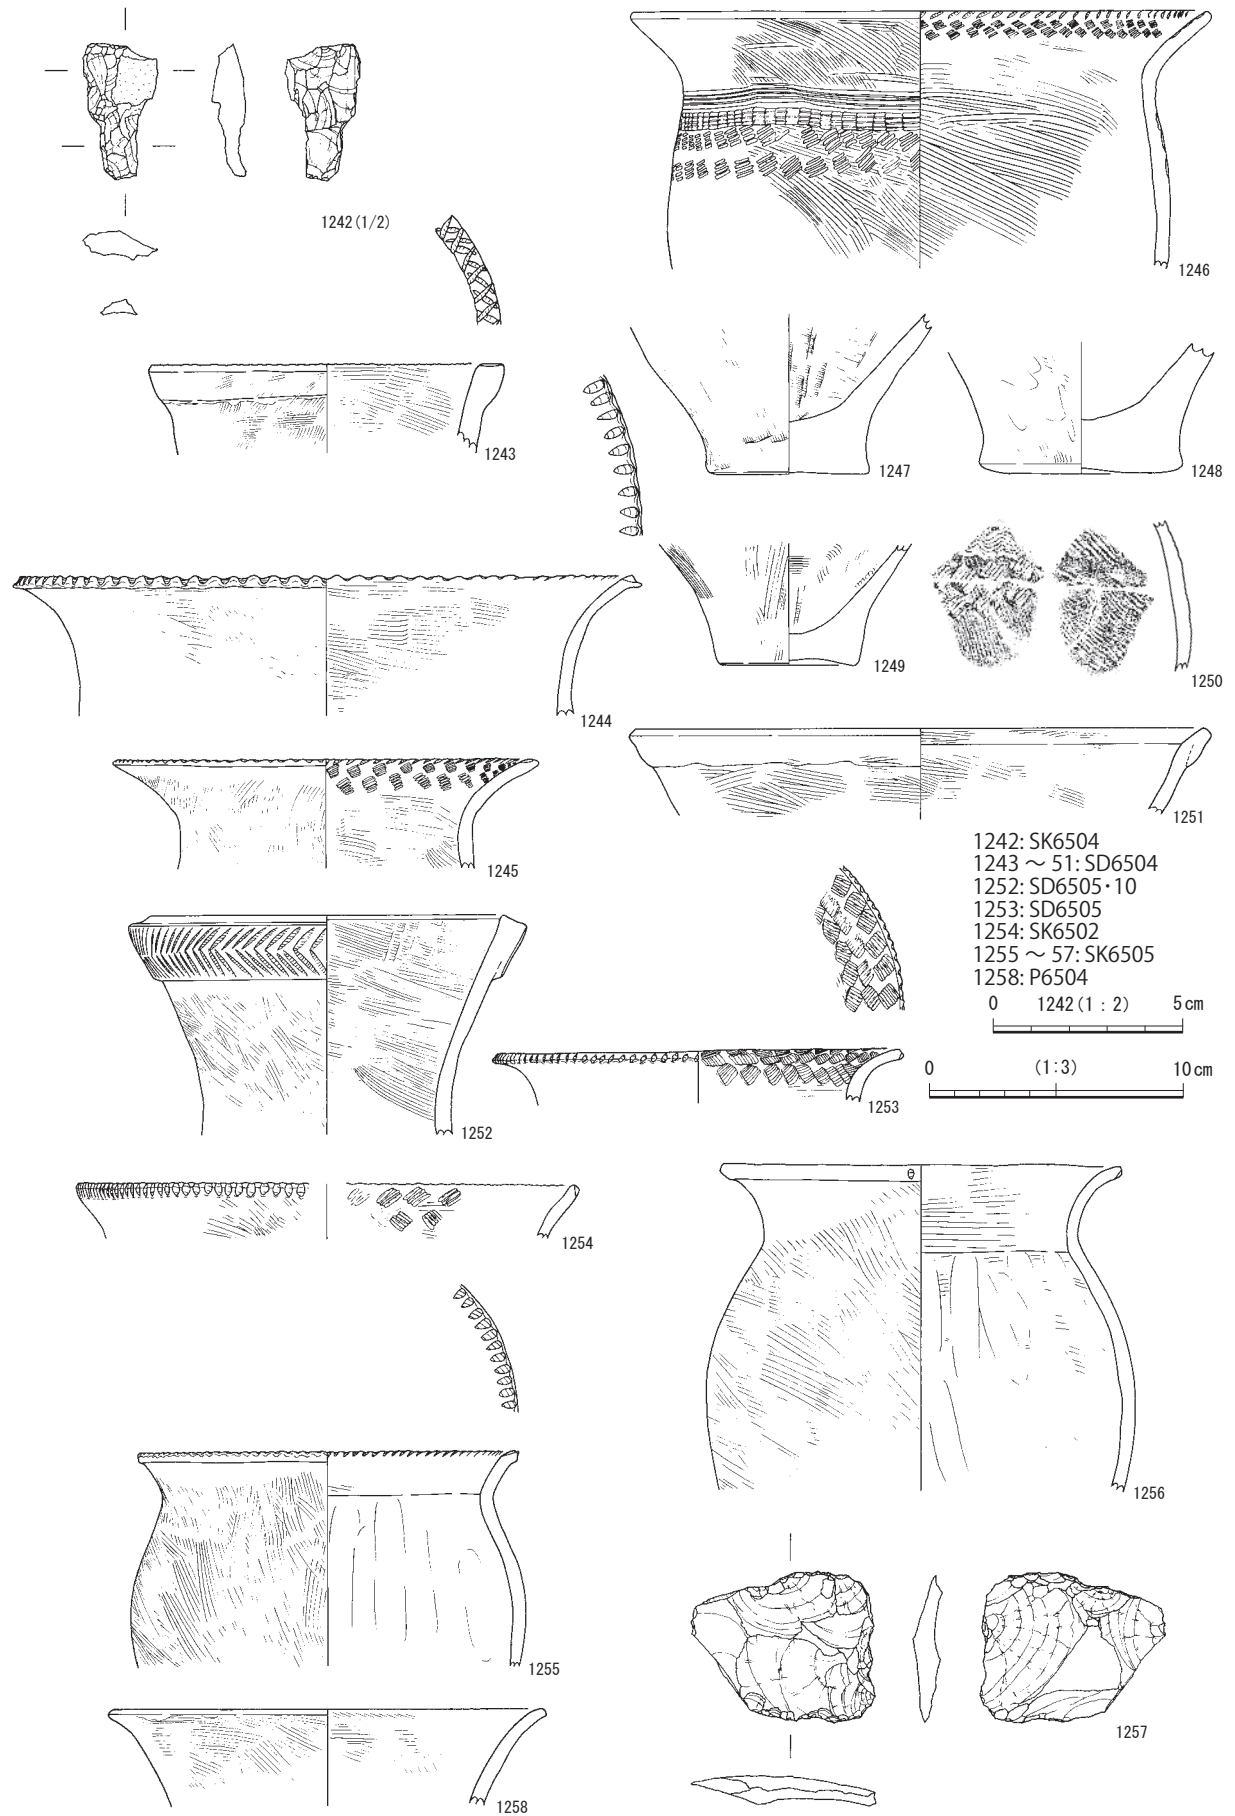 1242(1/2)
1246
1243
1247
1248
1249
1250
1244
1245
1251
1242: SK6504
1243 ～ 51: SD6504
1252: SD6505・10
1253: SD6505
1254: SK6502
1255 ～ 57: SK6505
1258: P6504
0 1242(1 : 2) 5cm
0 (1:3) 10cm
1252
1253
1254
1256
1255
1257
1258